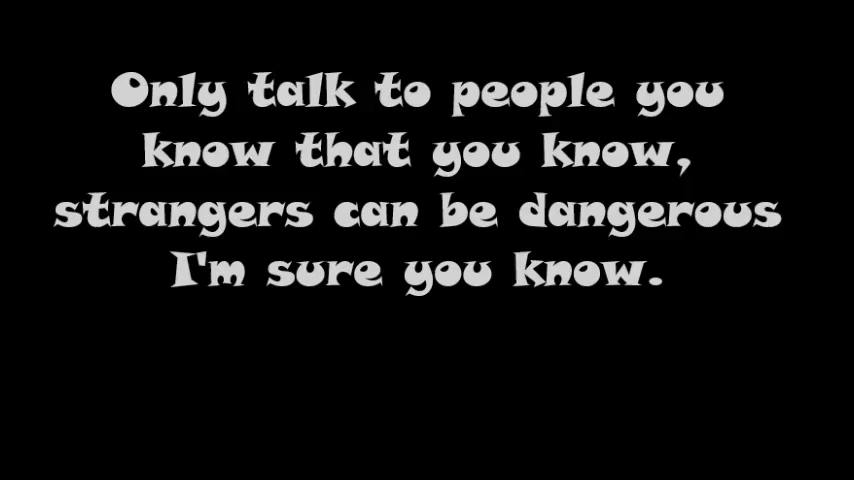 Only talk to people you
know that you know,
strangers can be dangerous
I'm sure you know.